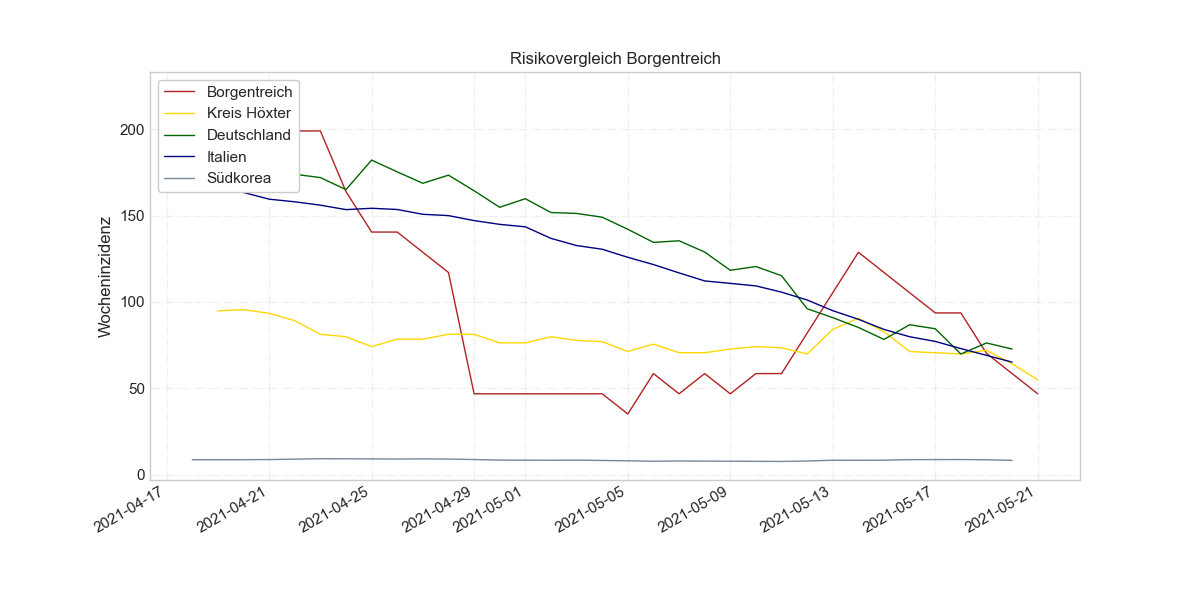 Risikovergleich Borgentreich
Borgentreich
Kreis Höxter
Deutschland
Italien
Südkorea
Wocheninzidenz
200
150
100
50
0
2021-04-17
2021-04-21
2021-04-25
2021-04-29
2021-05-01
2021-05-05
2021-05-09
2021-05-13
2021-05-17
2021-05-21